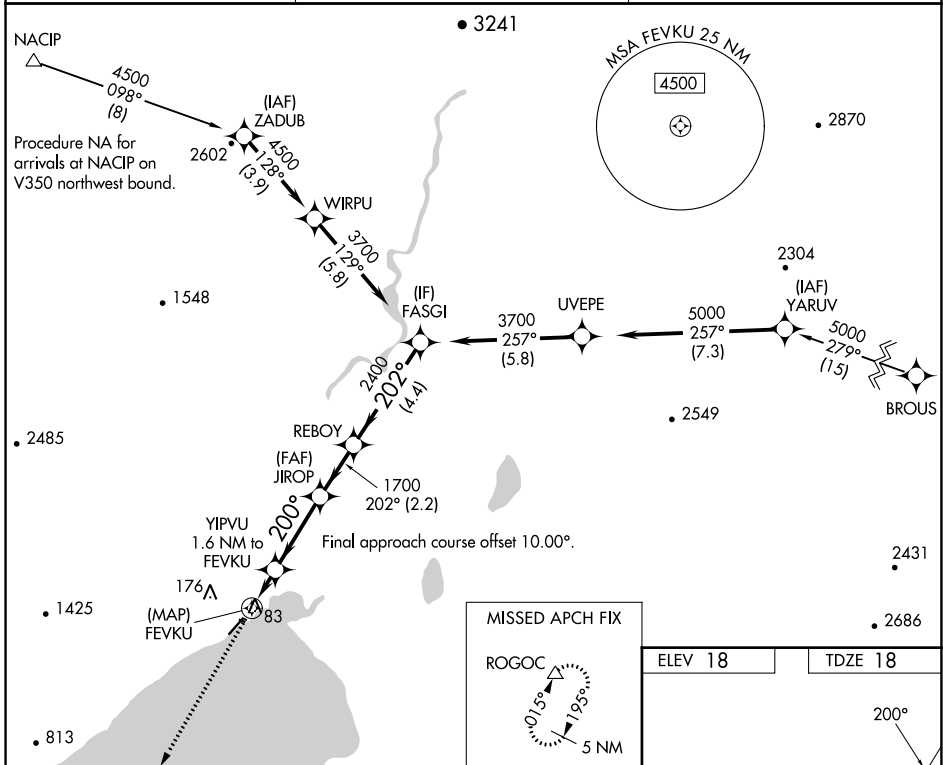 3241
NACIP
4500
098°
(8)
(IAF)
ZADUB
2602
4500
128°
(3.9)
Procedure NA for
arrivals at NACIP on
V350 northwest bound.
MSA FEVKU 25 NM
4500
2870
WIRPU
3700
129°
(5.8)
1548
(IF)
FASGI
UVEPE
3700
257°
(5.8)
2304
(IAF)
YARUV
5000
257°
(7.3)
5000
279°
(15)
BROUS
2400
202°
(4.4)
2549
2485
REBOY
(FAF)
JIROP
1700
202° (2.2)
200°
YIPVU
1.6 NM to
FEVKU
Final approach course offset 10.00°.
2431
176
1425
(MAP)
FEVKU
83
2686
MISSED APCH FIX
ROGOC
015°
195°
5 NM
ELEV 18
TDZE 18
200°
813